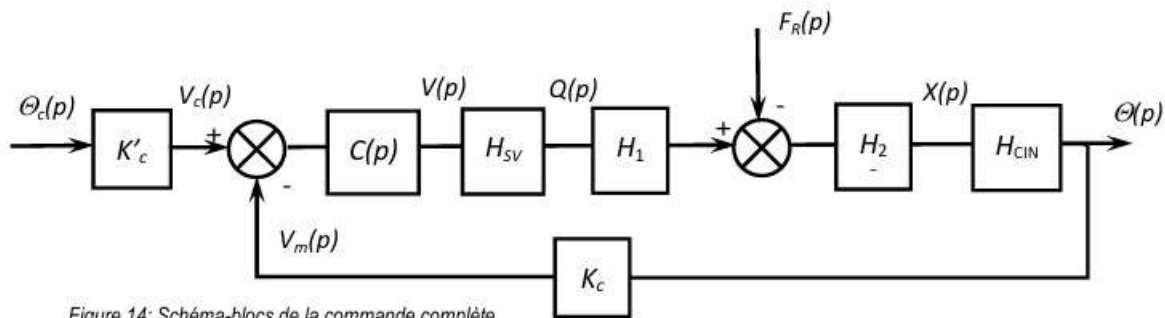 F_R(p)
Θ_c(p)
V_c(p)
V(p)
Q(p)
X(p)
Θ(p)
+
-
+
-
K'_c
C(p)
H_SV
H_1
H_2
-
H_CIN
V_m(p)
K_c
Figure 14: Schéma-blocs de la commande complète